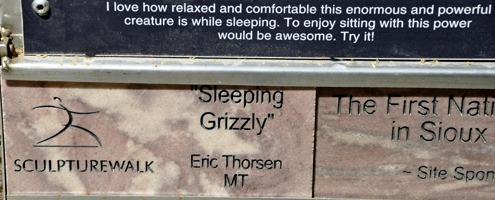 I love how relaxed and comfortable this enormous and powerful
creature is while sleeping. To enjoy sitting with this power
would be awesome. Try it!
"Sleeping
Grizzly"
Eric Thorsen
MT
SCULPTUREWALK
The First Nati
in Sioux
~ Site Spon